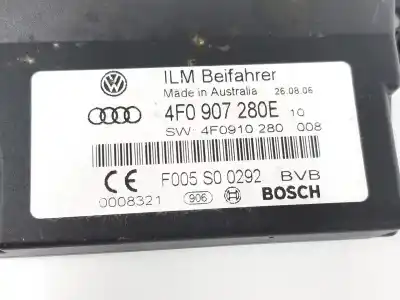 ILM Beifahrer
Made in Australia 26.08.06
4F0 907 280E 10
SW: 4F0910 280 008
CE F005 S0 0292 BVB
0008321 906 BOSCH